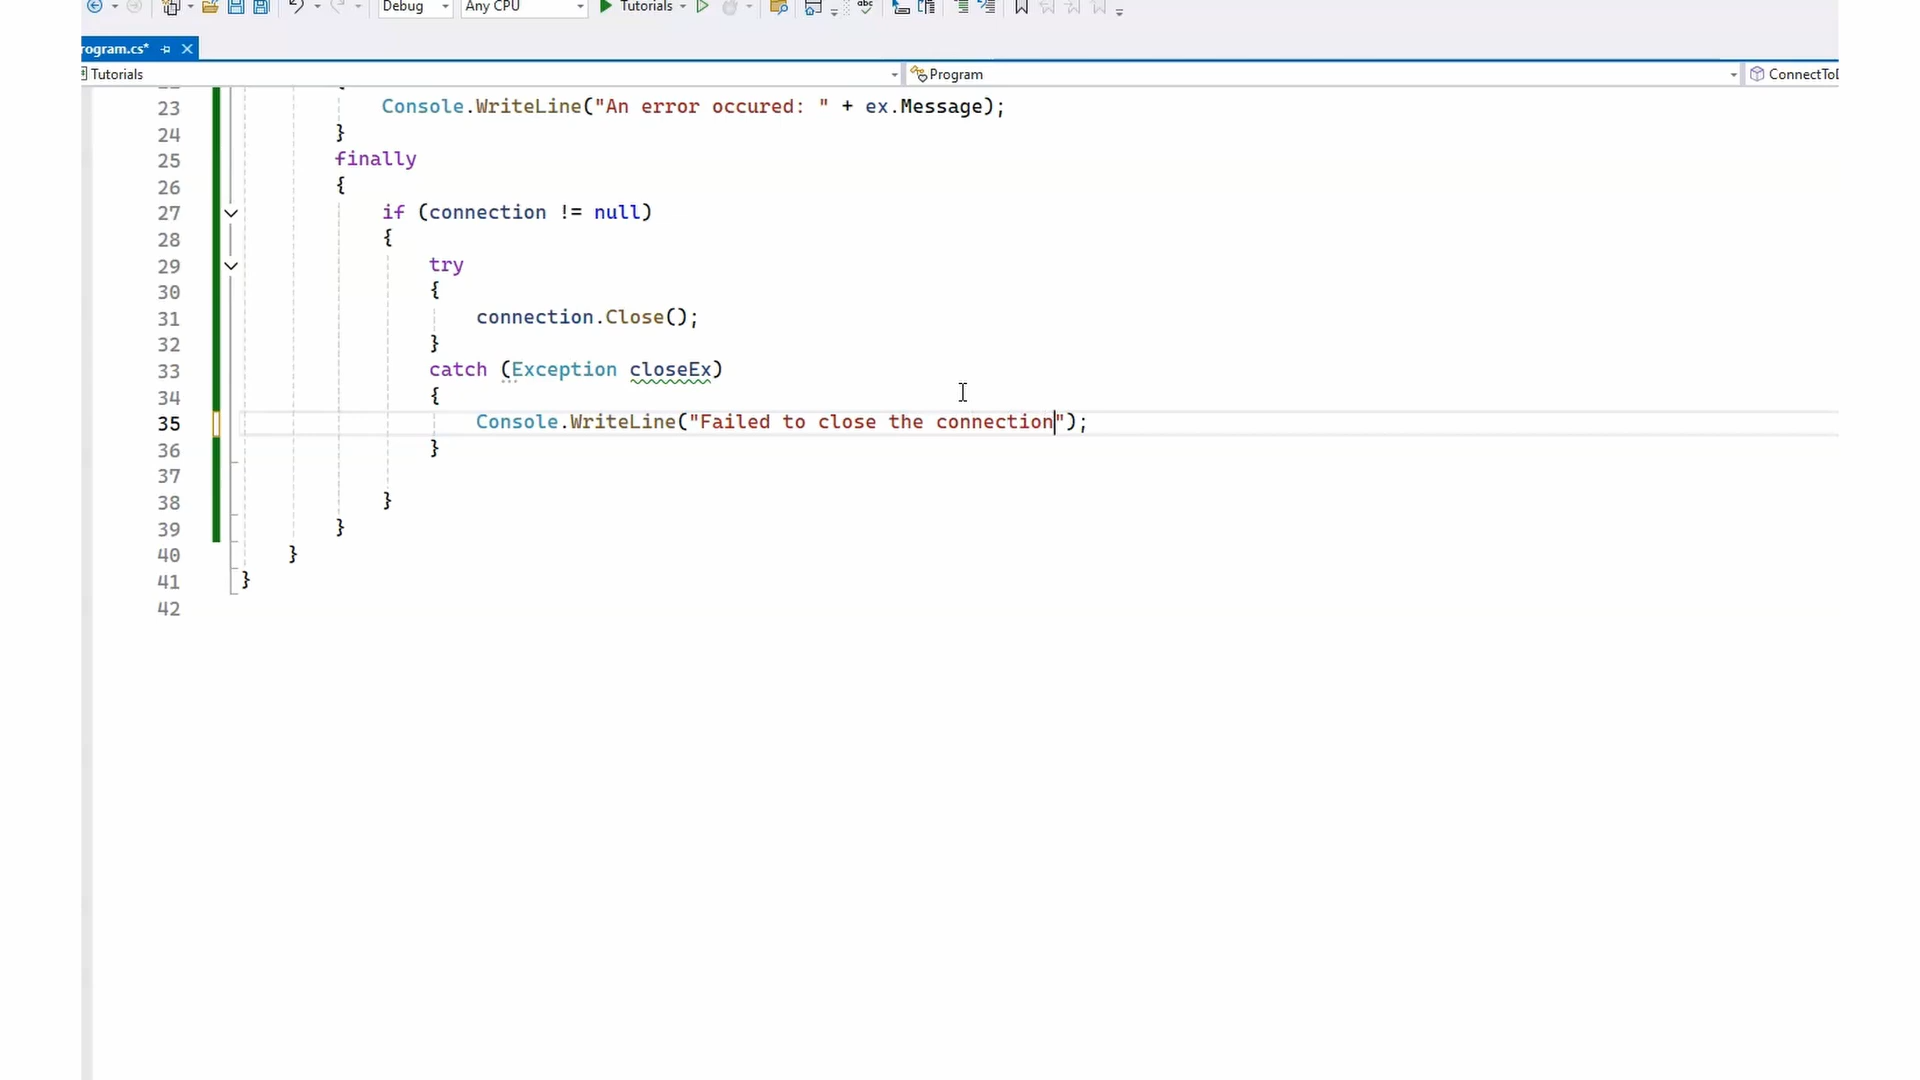 Debug Any CPU Tutorials abc
rogram.cs*
Tutorials Program
23 Console.WriteLine("An error occured: " + ex.Message);
24 }
25 finally
26 {
27 if (connection != null)
28 {
29 try
30 {
31 connection.Close();
32 }
33 catch (Exception closeEx)
34 {
35 Console.WriteLine("Failed to close the connection");
36 }
37
38 }
39 }
40 }
41 }
42